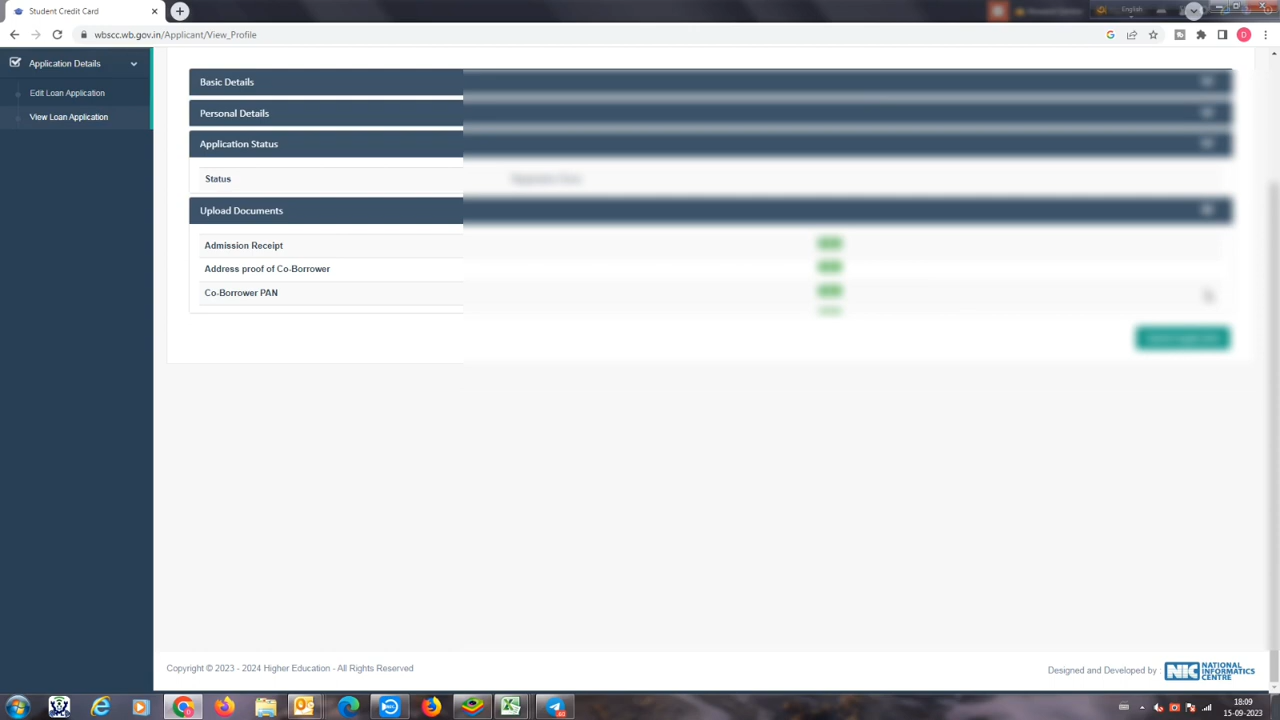 Student Credit Card
English
wbscc.wb.gov.in/Applicant/View_Profile
D
Application Details
Edit Loan Application
View Loan Application
Basic Details
Personal Details
Application Status
Status
Upload Documents
Admission Receipt
Address proof of Co-Borrower
Co-Borrower PAN
Copyright © 2023 - 2024 Higher Education - All Rights Reserved
Designed and Developed by :
NIC NATIONAL
INFORMATICS
CENTRE
18:09
15-09-2023